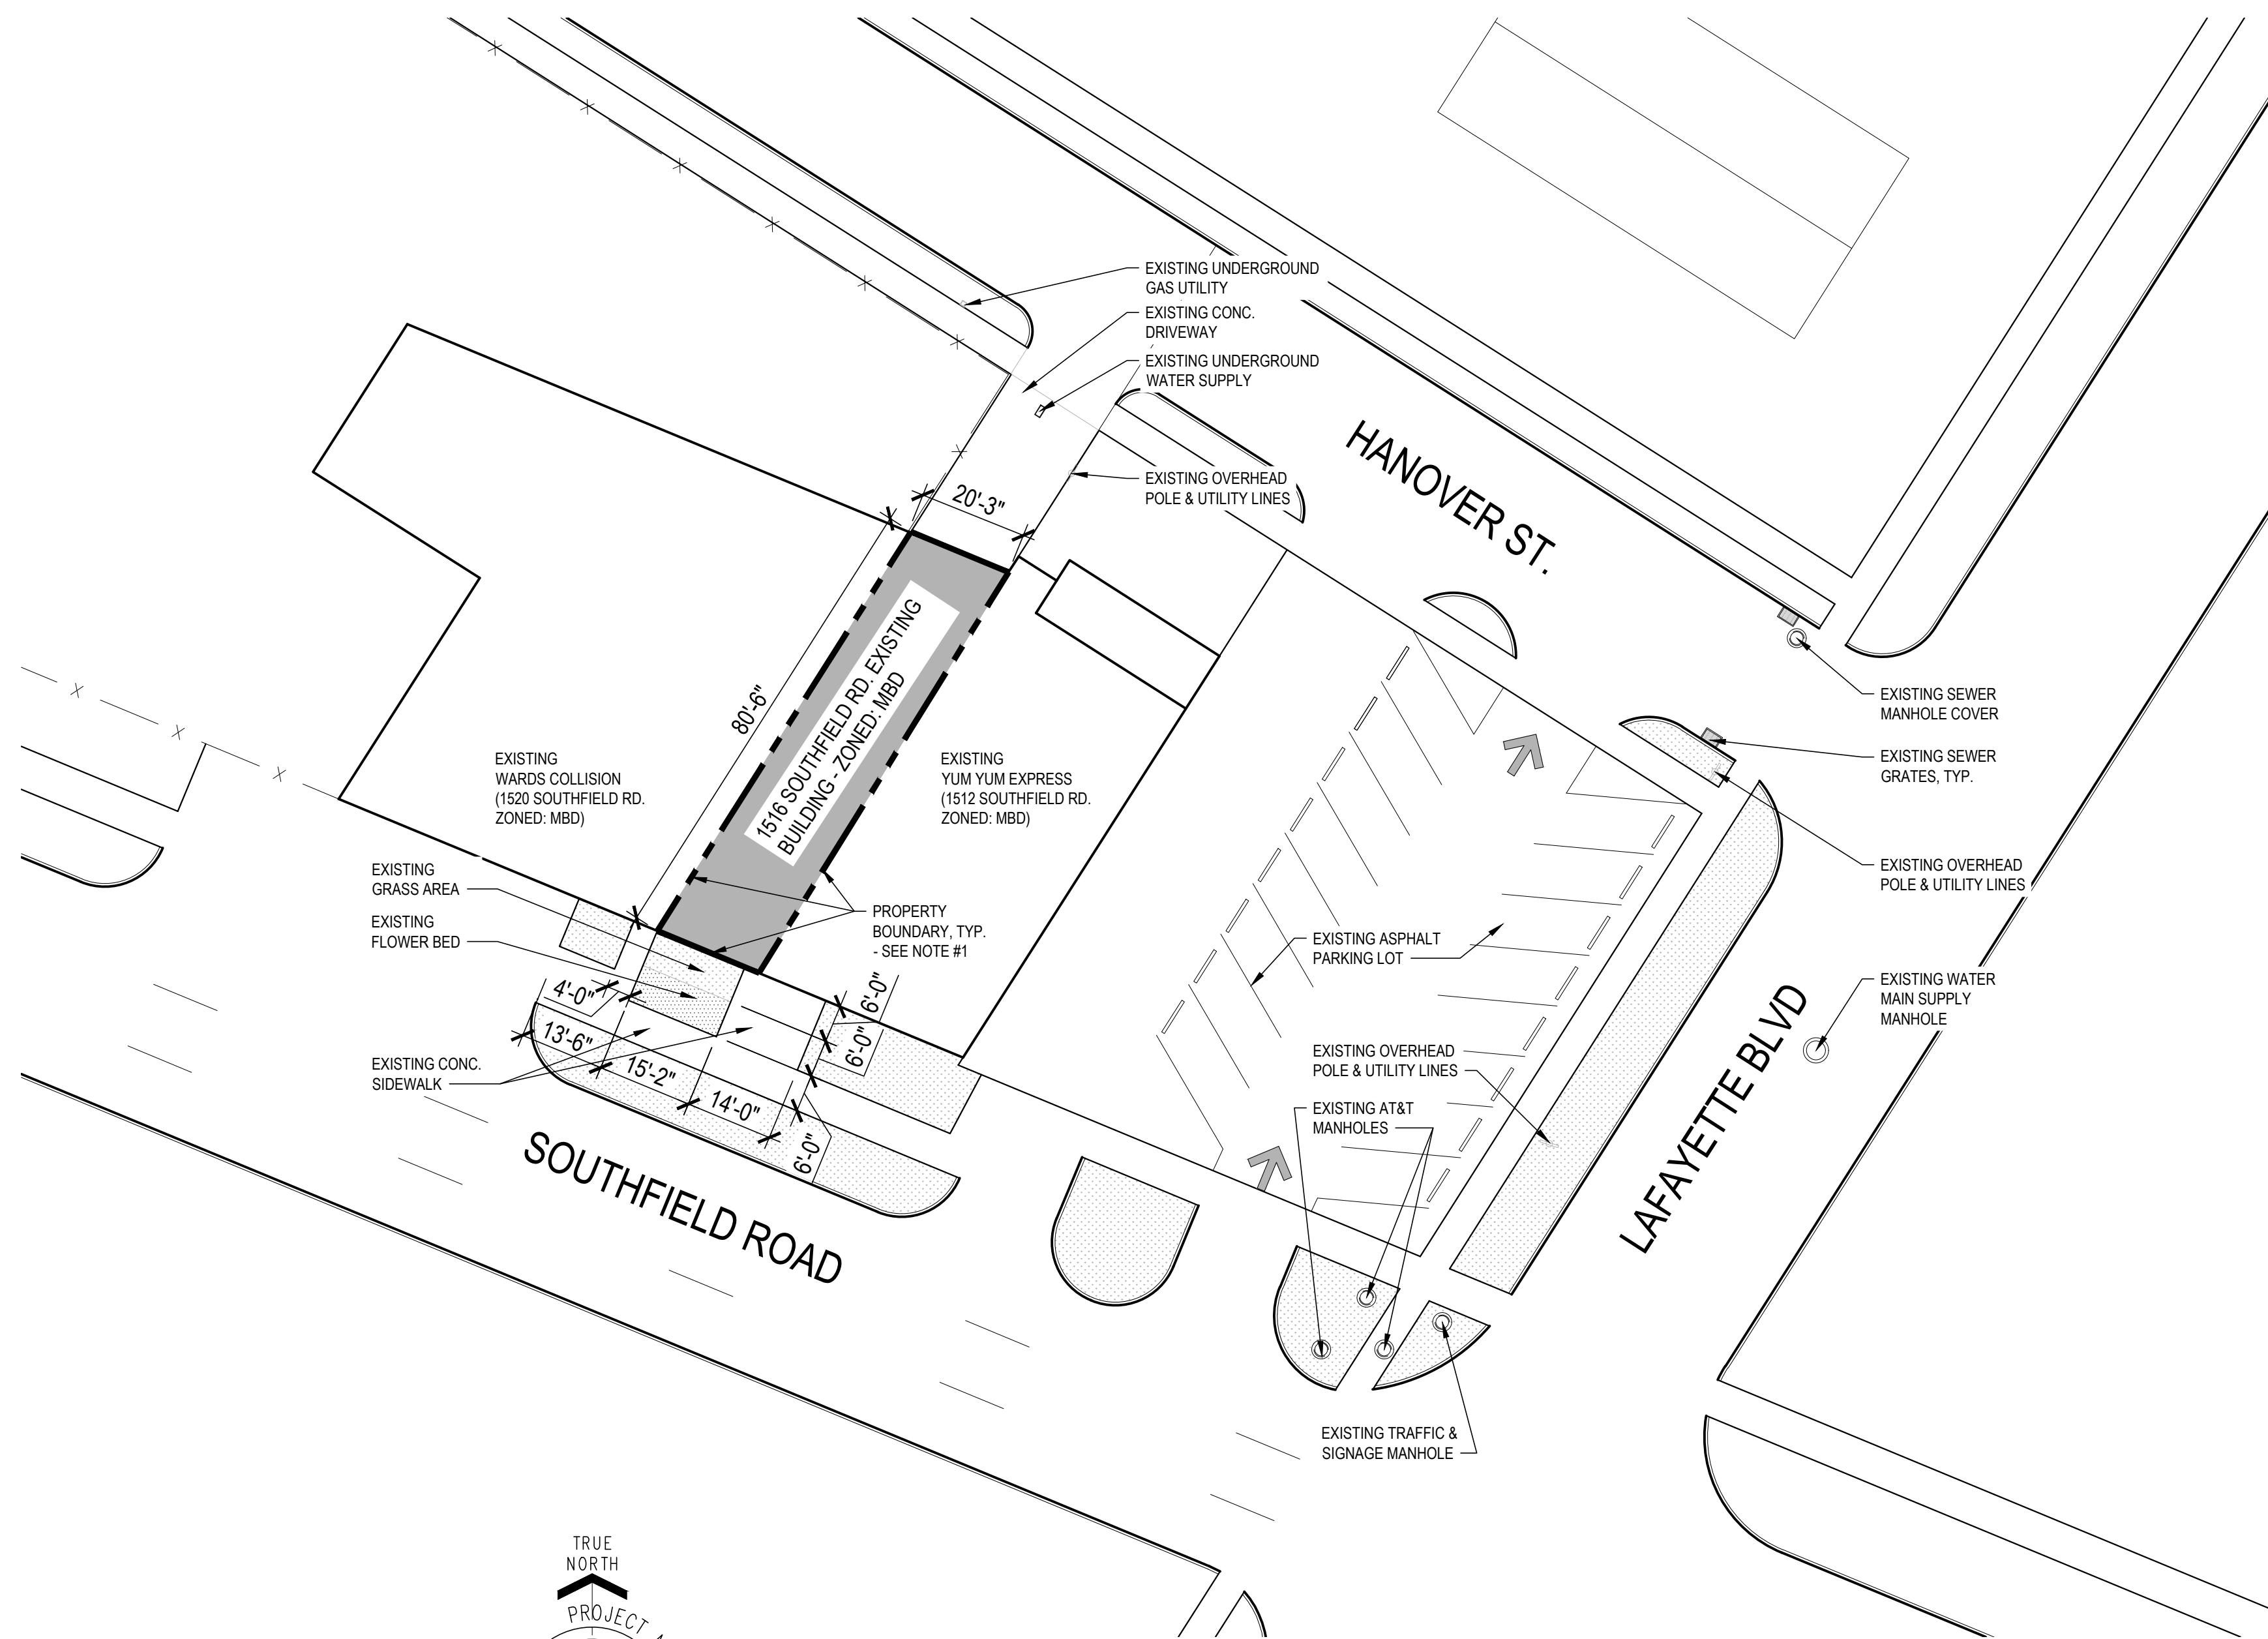 EXISTING UNDERGROUND
GAS UTILITY
EXISTING CONC.
DRIVEWAY
EXISTING UNDERGROUND
WATER SUPPLY
EXISTING OVERHEAD
POLE & UTILITY LINES
HANOVER ST.
20'-3"
80'-6"
1516 SOUTHFIELD RD. EXISTING
BUILDING - ZONED: MBD
EXISTING
WARDS COLLISION
(1520 SOUTHFIELD RD.
ZONED: MBD)
EXISTING
YUM YUM EXPRESS
(1512 SOUTHFIELD RD.
ZONED: MBD)
EXISTING SEWER
MANHOLE COVER
EXISTING SEWER
GRATES, TYP.
EXISTING OVERHEAD
POLE & UTILITY LINES
EXISTING
GRASS AREA
EXISTING
FLOWER BED
PROPERTY
BOUNDARY, TYP.
- SEE NOTE #1
EXISTING ASPHALT
PARKING LOT
EXISTING WATER
MAIN SUPPLY
MANHOLE
4'-0"
6'-0"
6'-0"
13'-6"
15'-2"
14'-0"
6'-0"
EXISTING CONC.
SIDEWALK
EXISTING OVERHEAD
POLE & UTILITY LINES
EXISTING AT&T
MANHOLES
LAFAYETTE BLVD
SOUTHFIELD ROAD
EXISTING TRAFFIC &
SIGNAGE MANHOLE
TRUE
NORTH
PROJECT